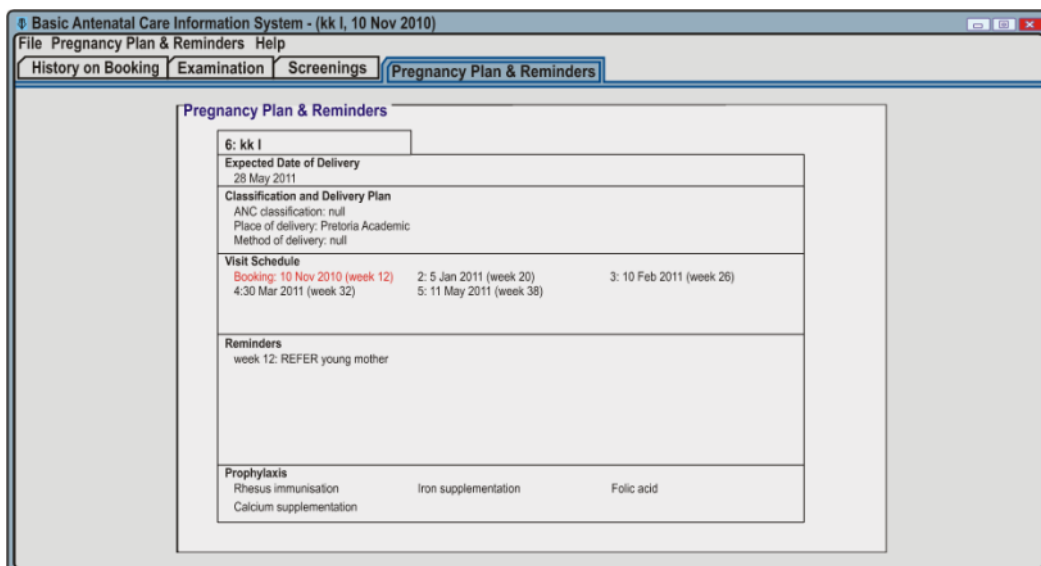 Basic Antenatal Care Information System - (kk I, 10 Nov 2010)
File Pregnancy Plan & Reminders Help
History on Booking Examination Screenings Pregnancy Plan & Reminders
Pregnancy Plan & Reminders
6: kk I
Expected Date of Delivery
28 May 2011
Classification and Delivery Plan
ANC classification: null
Place of delivery: Pretoria Academic
Method of delivery: null
Visit Schedule
Booking: 10 Nov 2010 (week 12) 2: 5 Jan 2011 (week 20) 3: 10 Feb 2011 (week 26)
4:30 Mar 2011 (week 32) 5: 11 May 2011 (week 38)
Reminders
week 12: REFER young mother
Prophylaxis
Rhesus immunisation Iron supplementation Folic acid
Calcium supplementation